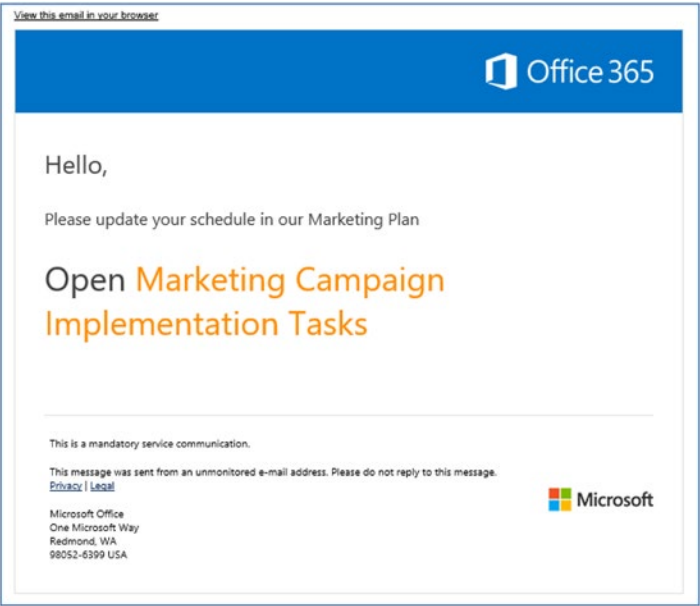 View this email in your browser
Office 365
Hello,
Please update your schedule in our Marketing Plan
Open Marketing Campaign
Implementation Tasks
This is a mandatory service communication.
This message was sent from an unmonitored e-mail address. Please do not reply to this message.
Privacy | Legal
Microsoft
Microsoft Office
One Microsoft Way
Redmond, WA
98052-6399 USA